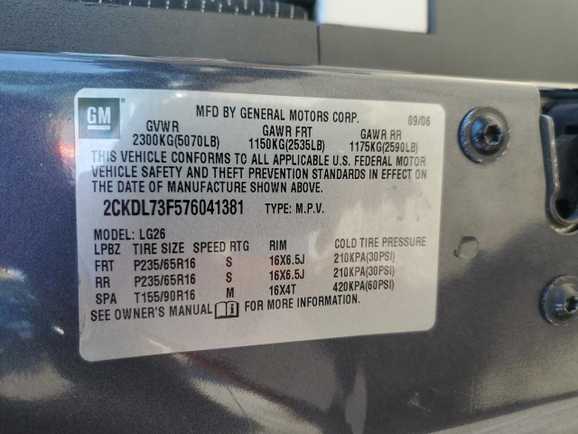 GM
MFD BY GENERAL MOTORS CORP. 09/06
GVWR GAWR FRT GAWR RR
2300KG(5070LB) 1150KG(2535LB) 1175KG(2590LB)
THIS VEHICLE CONFORMS TO ALL APPLICABLE U.S. FEDERAL MOTOR
VEHICLE SAFETY AND THEFT PREVENTION STANDARDS IN EFFECT
ON THE DATE OF MANUFACTURE SHOWN ABOVE.
2CKDL73F576041381 TYPE: M.P.V.
MODEL: LG26
LPBZ TIRE SIZE SPEED RTG RIM COLD TIRE PRESSURE
FRT P235/65R16 S 16X6.5J 210KPA(30PSI)
RR P235/65R16 S 16X6.5J 210KPA(30PSI)
SPA T155/90R16 M 16X4T 420KPA(60PSI)
SEE OWNER'S MANUAL FOR MORE INFORMATION.